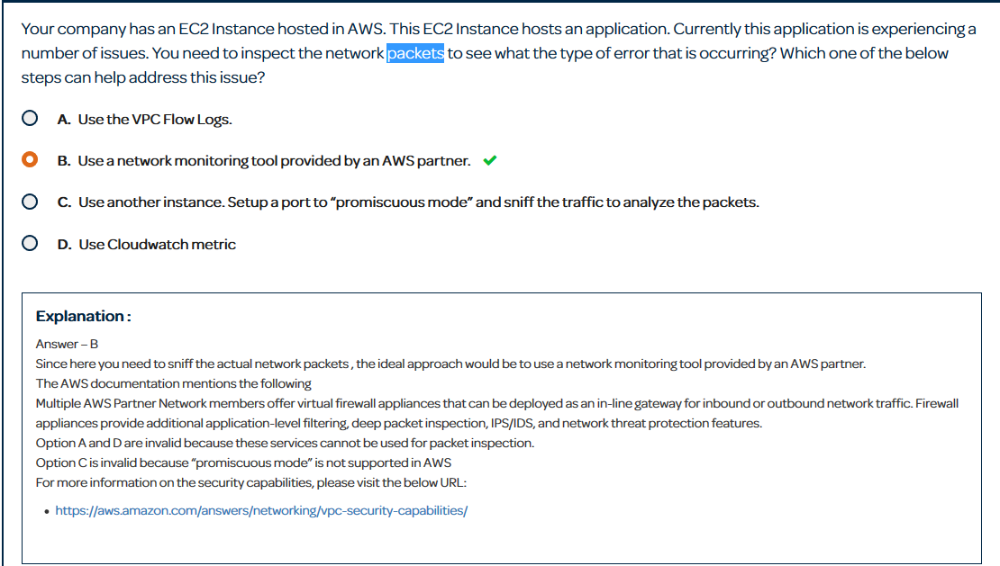 Your company has an EC2 Instance hosted in AWS. This EC2 Instance hosts an application. Currently this application is experiencing a
number of issues. You need to inspect the network packets to see what the type of error that is occurring? Which one of the below
steps can help address this issue?
A. Use the VPC Flow Logs.
B. Use a network monitoring tool provided by an AWS partner.
C. Use another instance. Setup a port to “promiscuous mode” and sniff the traffic to analyze the packets.
D. Use Cloudwatch metric
Explanation :
Answer – B
Since here you need to sniff the actual network packets , the ideal approach would be to use a network monitoring tool provided by an AWS partner.
The AWS documentation mentions the following
Multiple AWS Partner Network members offer virtual firewall appliances that can be deployed as an in-line gateway for inbound or outbound network traffic. Firewall
appliances provide additional application-level filtering, deep packet inspection, IPS/IDS, and network threat protection features.
Option A and D are invalid because these services cannot be used for packet inspection.
Option C is invalid because “promiscuous mode” is not supported in AWS
For more information on the security capabilities, please visit the below URL:
• https://aws.amazon.com/answers/networking/vpc-security-capabilities/